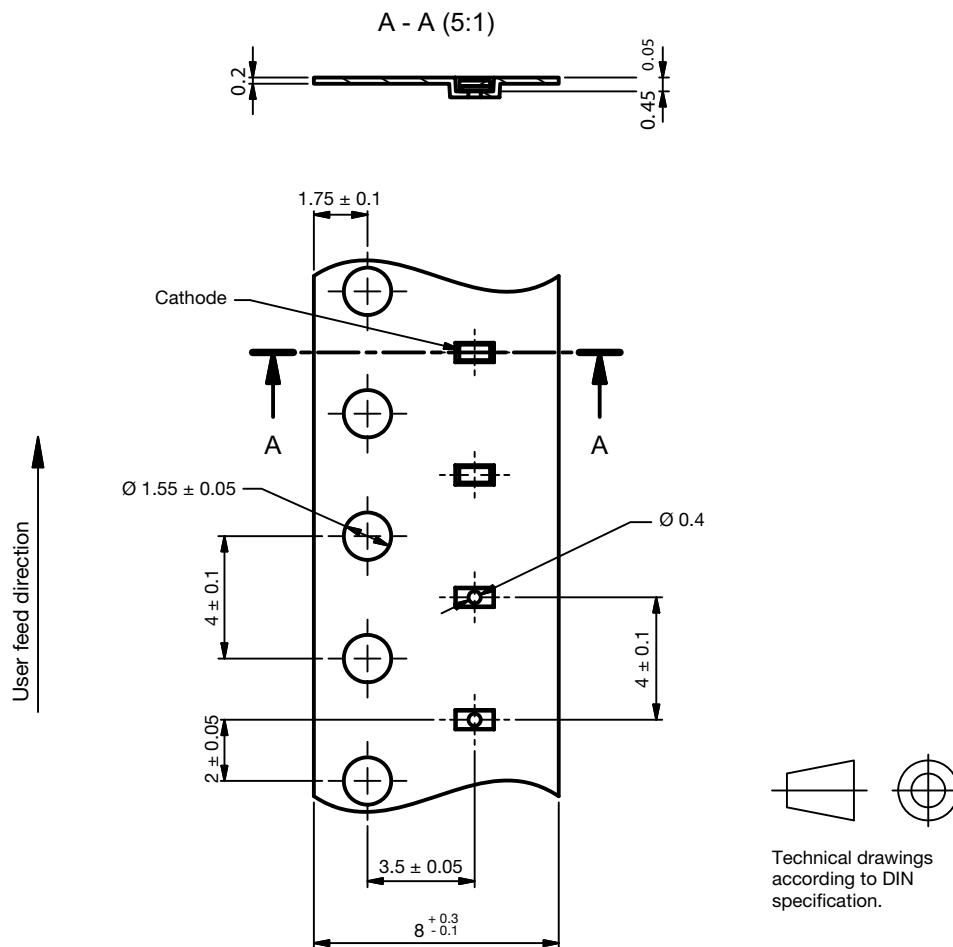 A - A (5:1)
0.2
0.05
0.45
1.75 ± 0.1
Cathode
A
A
Ø 1.55 ± 0.05
Ø 0.4
User feed direction
4 ± 0.1
4 ± 0.1
2 ± 0.05
3.5 ± 0.05
8 + 0.3
- 0.1
Technical drawings
according to DIN
specification.